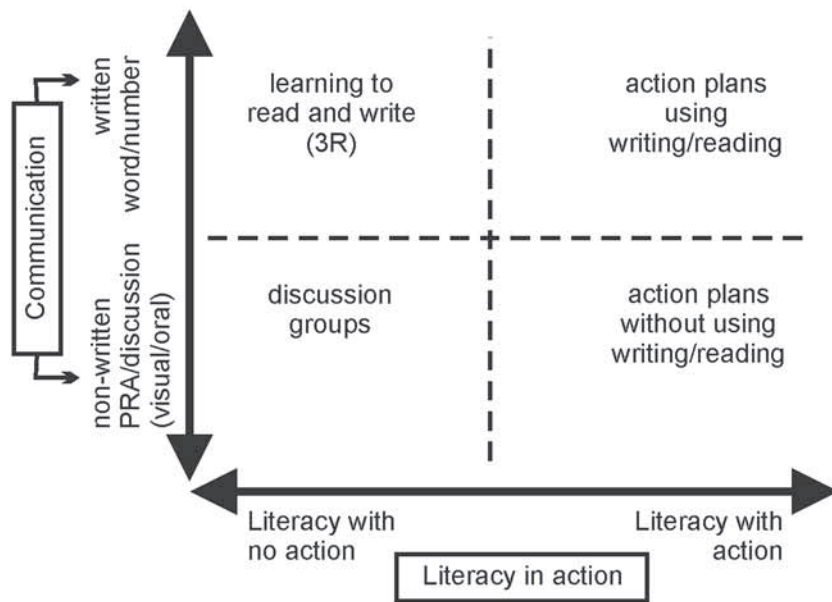 Communication
written
word/number
non-written
PRA/discussion
(visual/oral)
learning to
read and write
(3R)
action plans
using
writing/reading
discussion
groups
action plans
without using
writing/reading
Literacy with
no action
Literacy with
action
Literacy in action